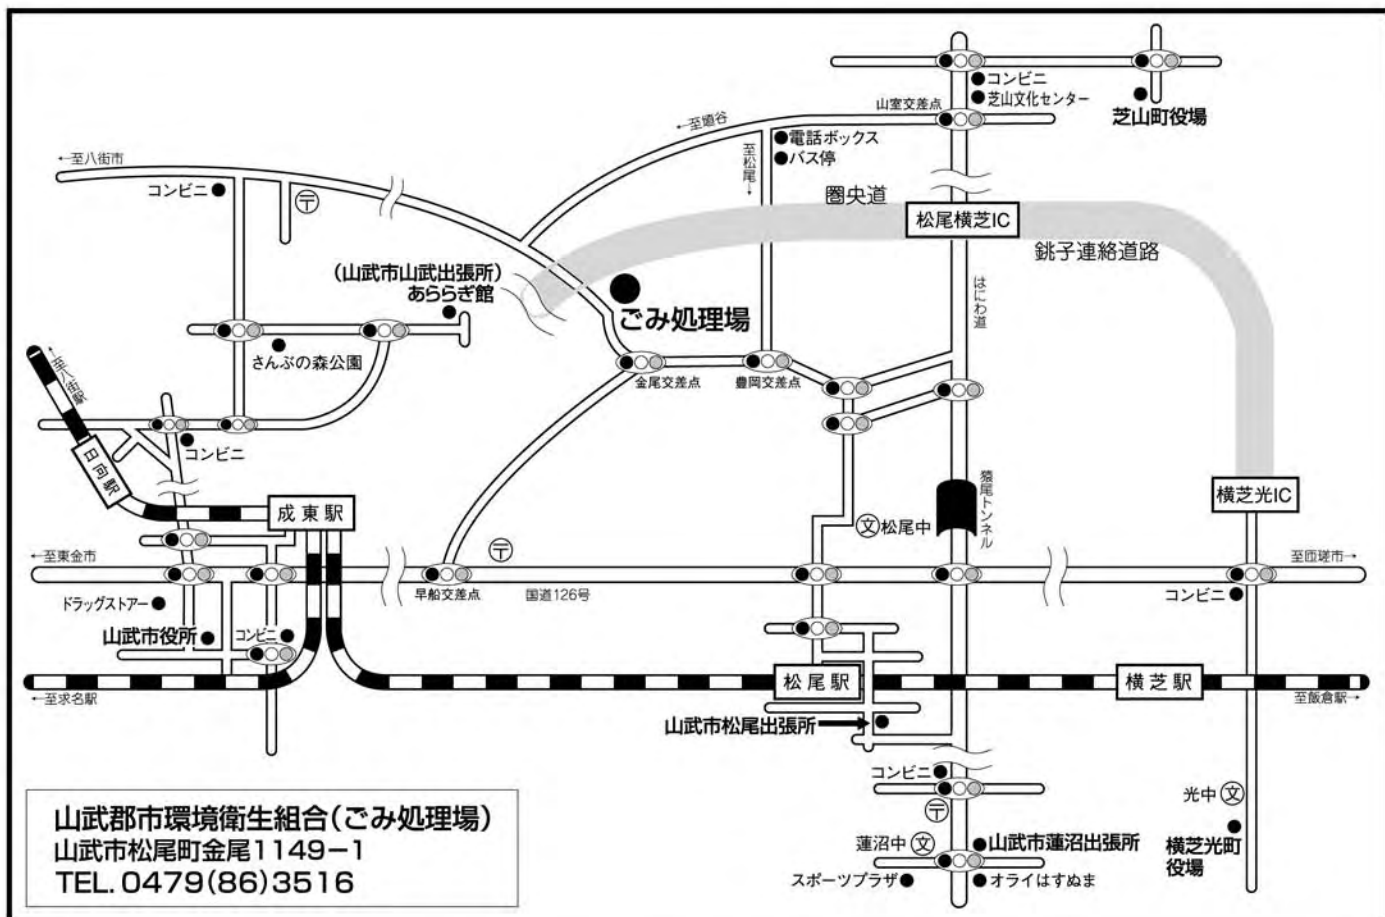 コンビニ
芝山文化センター
山室交差点
芝山町役場
←至埴谷
電話ボックス
バス停
至松尾→
←至八街市
コンビニ
〒
圏央道
松尾横芝IC
銚子連絡道路
(山武市山武出張所)
あららぎ館
ごみ処理場
はにわ道
さんぶの森公園
←至八街駅
金尾交差点
豊岡交差点
コンビニ
日向駅
成東駅
猿尾トンネル
横芝光IC
文松尾中
〒
←至東金市
早船交差点
国道126号
至匝瑳市→
ドラッグストアー
コンビニ
山武市役所
コンビニ
←至求名駅
松尾駅
横芝駅
至飯倉駅→
山武市松尾出張所
コンビニ
〒
光中文
蓮沼中文
山武市蓮沼出張所
横芝光町
役場
スポーツプラザ
オライはすぬま
山武郡市環境衛生組合(ごみ処理場)
山武市松尾町金尾1149−1
TEL. 0479(86)3516